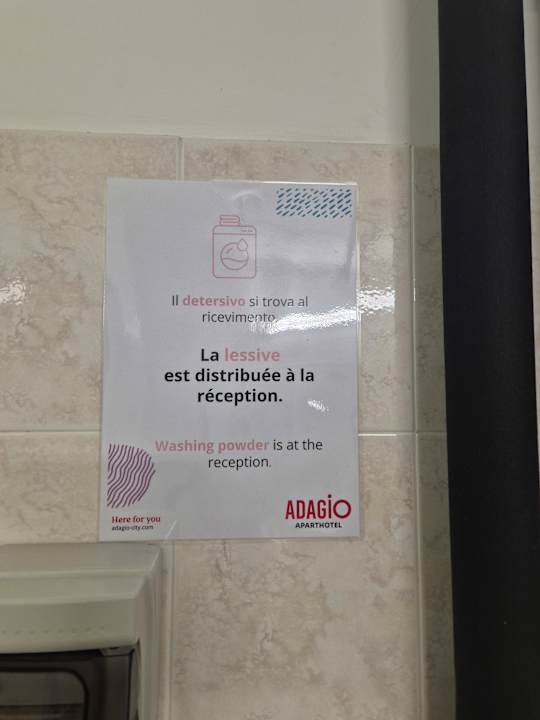 Il detersivo si trova al
ricevimento.
La lessive
est distribuée à la
réception.
Washing powder is at the
reception.
Here for you
adagio-city.com
ADAGIO
APARTHOTEL